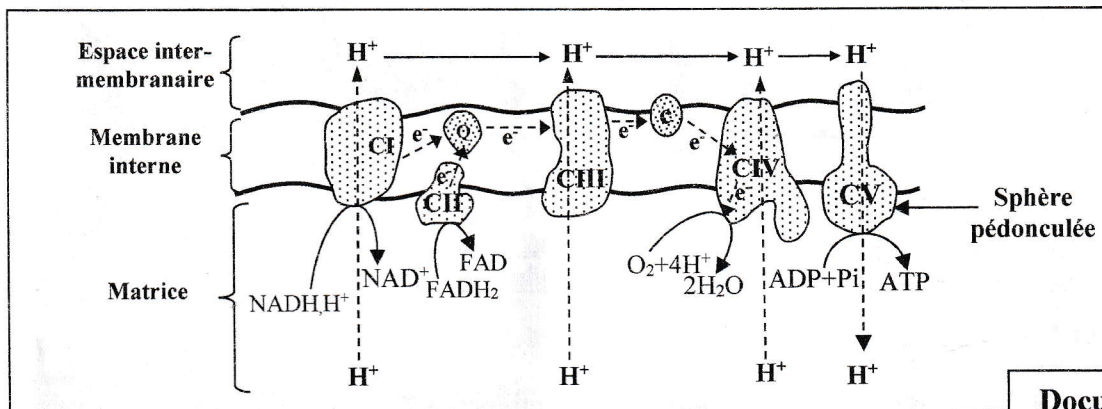 Espace inter-
membranaire
H⁺ H⁺ H⁺ H⁺
Membrane
interne
CI e⁻ Q e⁻ CIII e⁻ C e⁻ CIV CV
e⁻ CII e⁻
Sphère
pédonculée
Matrice
NADH,H⁺ NAD⁺ FADH₂ FAD O₂+4H⁺ 2H₂O ADP+Pi ATP
H⁺ H⁺ H⁺ H⁺
Docu